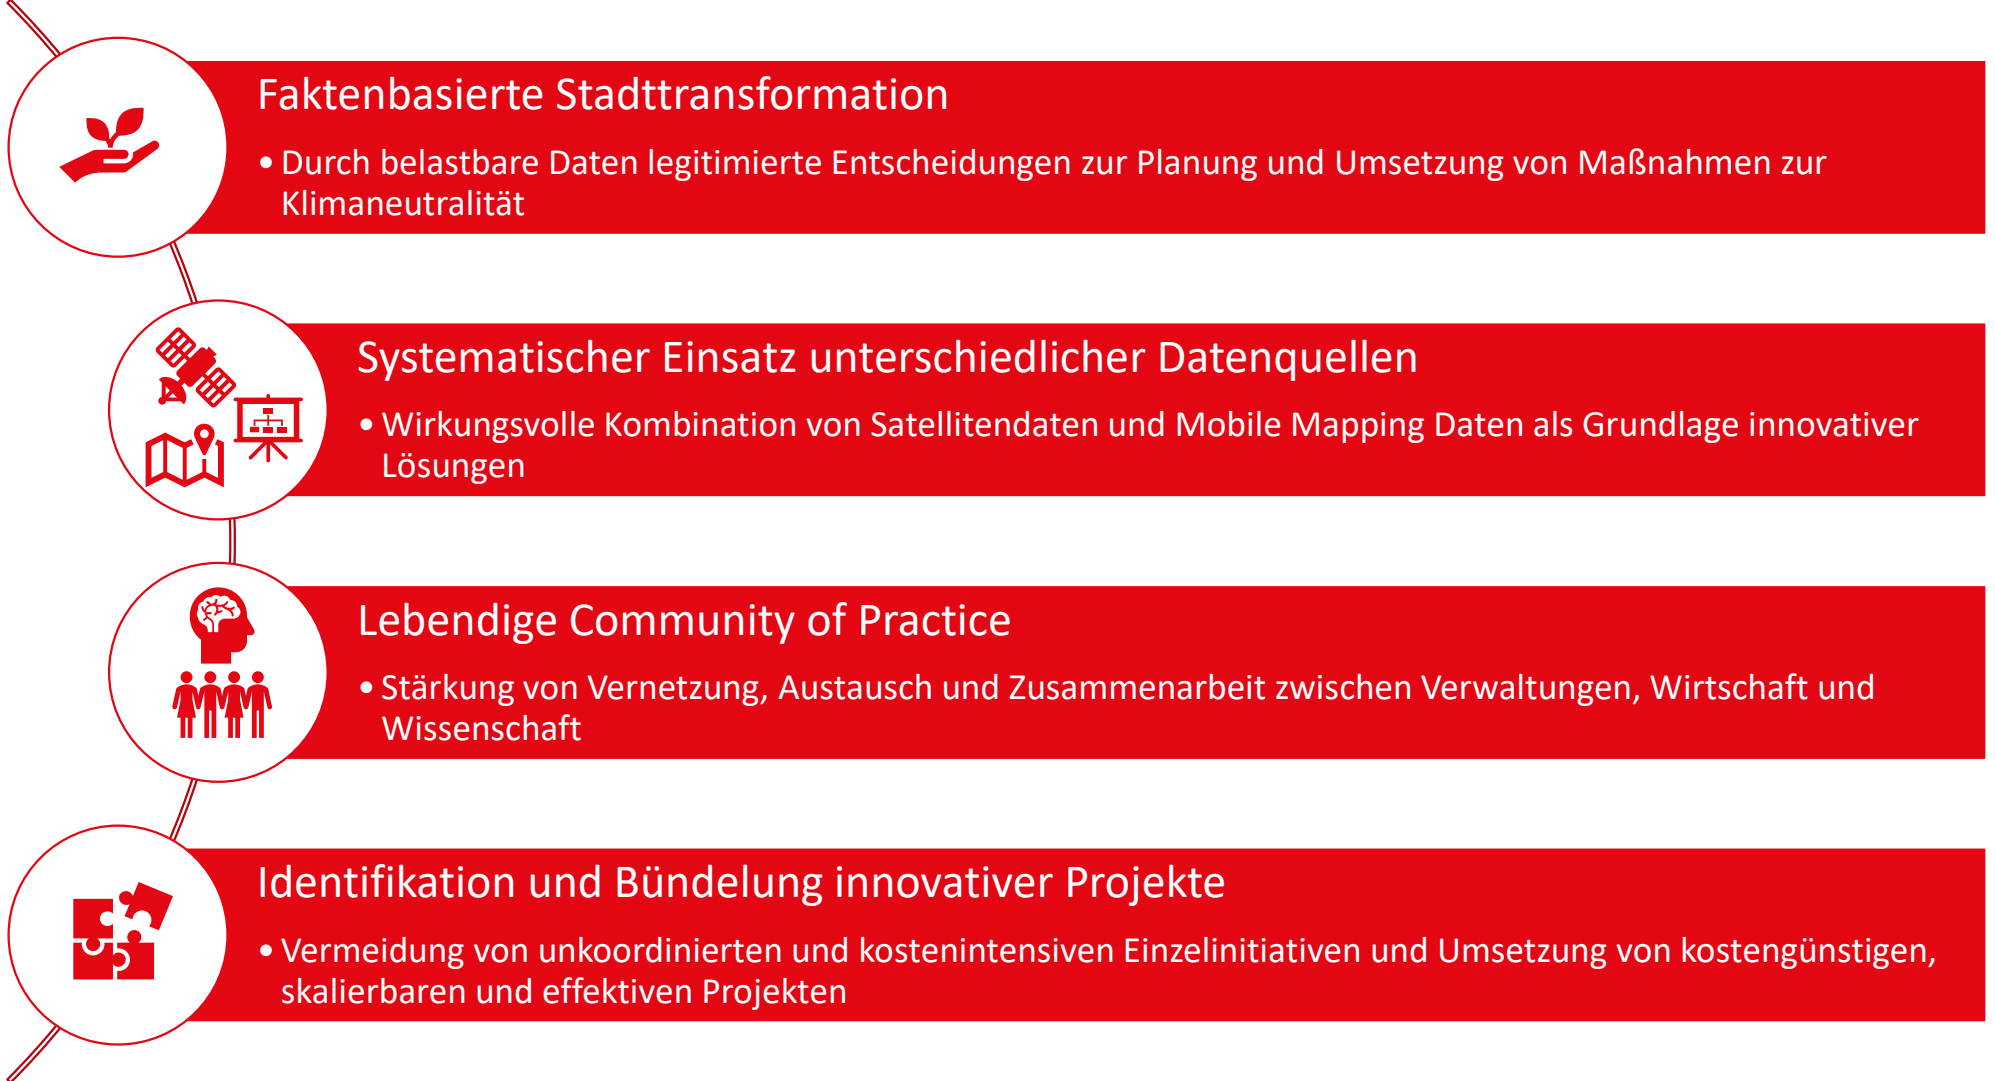 Faktenbasierte Stadttransformation
• Durch belastbare Daten legitimierte Entscheidungen zur Planung und Umsetzung von Maßnahmen zur
Klimaneutralität
Systematischer Einsatz unterschiedlicher Datenquellen
• Wirkungsvolle Kombination von Satellitendaten und Mobile Mapping Daten als Grundlage innovativer
Lösungen
Lebendige Community of Practice
• Stärkung von Vernetzung, Austausch und Zusammenarbeit zwischen Verwaltungen, Wirtschaft und
Wissenschaft
Identifikation und Bündelung innovativer Projekte
• Vermeidung von unkoordinierten und kostenintensiven Einzelinitiativen und Umsetzung von kostengünstigen,
skalierbaren und effektiven Projekten